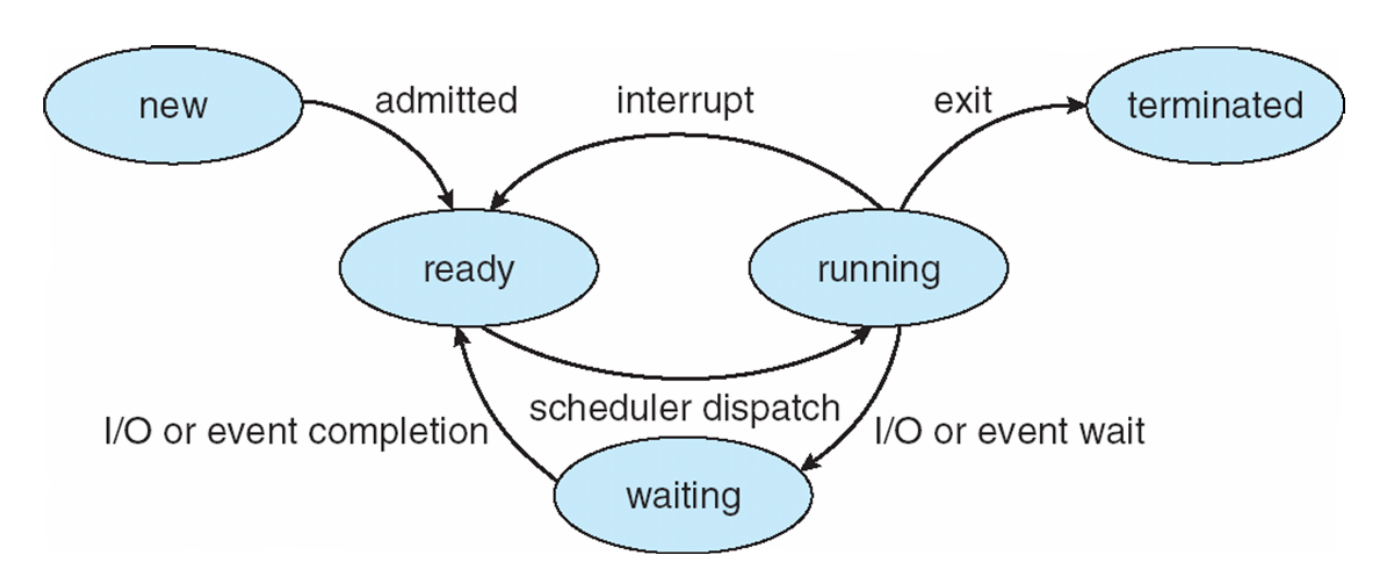 new
admitted
interrupt
exit
terminated
ready
running
scheduler dispatch
I/O or event completion
I/O or event wait
waiting